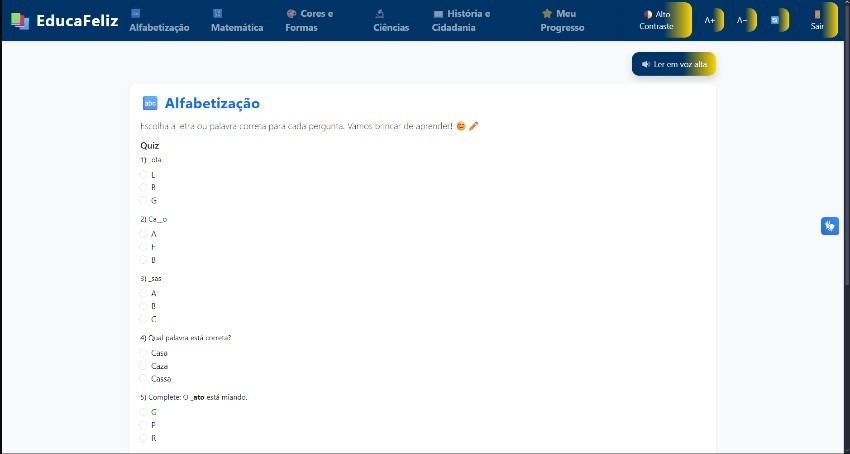 EducaFeliz
Alfabetização
Matemática
Cores e
Formas
Ciências
História e
Cidadania
Meu
Progresso
Alto
Contraste
A+
A-
Sair
Ler em voz alta
abc Alfabetização
Escolha a letra ou palavra correta para cada pergunta. Vamos brincar de aprender!
Quiz
1) _ola
L
B
G
2) Ca__o
A
F
B
3) _sas
A
B
C
4) Qual palavra está correta?
Casa
Caza
Cassa
5) Complete: O _ato está miando.
G
P
R